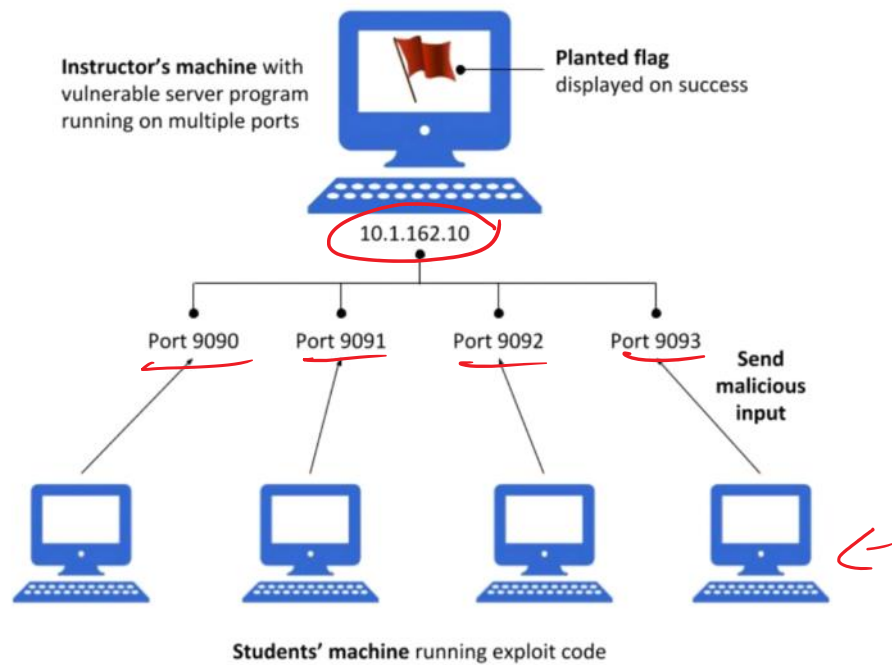 Instructor's machine with
vulnerable server program
running on multiple ports
Planted flag
displayed on success
10.1.162.10
Port 9090
Port 9091
Port 9092
Port 9093
Send
malicious
input
Students' machine running exploit code